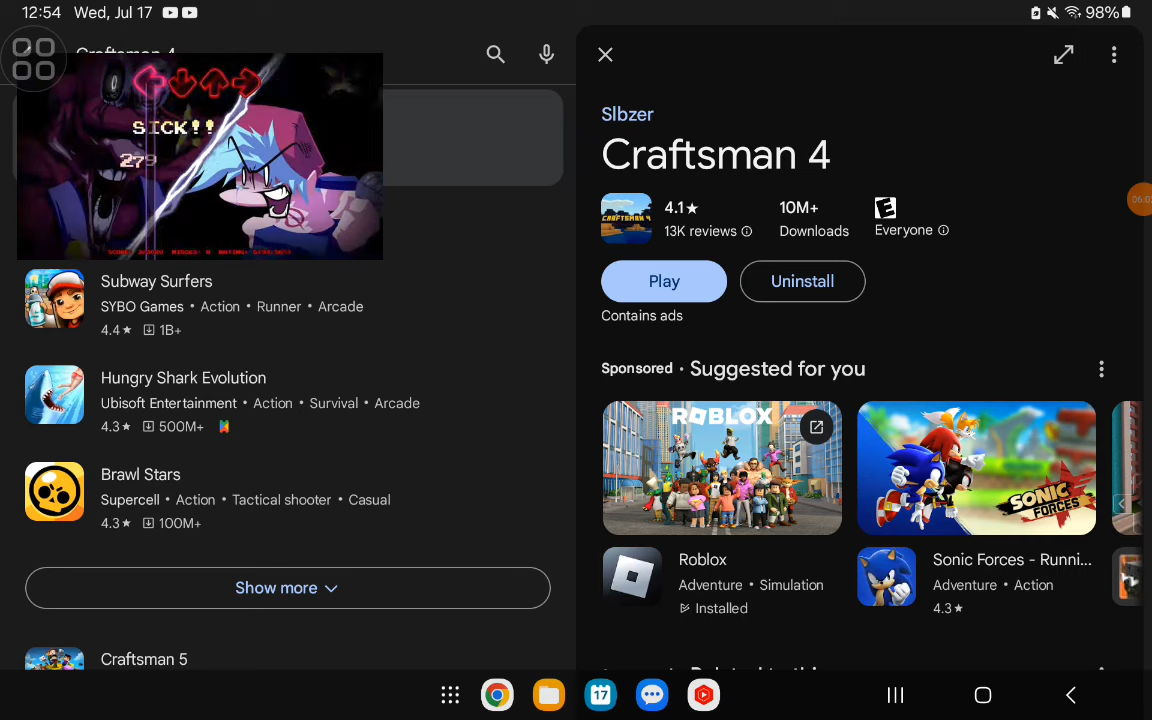 12:54 Wed, Jul 17
98%
Craftsman 4
SICK!!
279
Subway Surfers
SYBO Games • Action • Runner • Arcade
4.4★ 1B+
Hungry Shark Evolution
Ubisoft Entertainment • Action • Survival • Arcade
4.3★ 500M+
Brawl Stars
Supercell • Action • Tactical shooter • Casual
4.3★ 100M+
Show more
Craftsman 5
Slbzer
Craftsman 4
CRAFTSMAN 4
4.1★
13K reviews
10M+
Downloads
E
Everyone
Play
Uninstall
Contains ads
Sponsored • Suggested for you
ROBLOX
SONIC
FORCES
Roblox
Adventure • Simulation
Installed
Sonic Forces - Runni...
Adventure • Action
4.3★
17